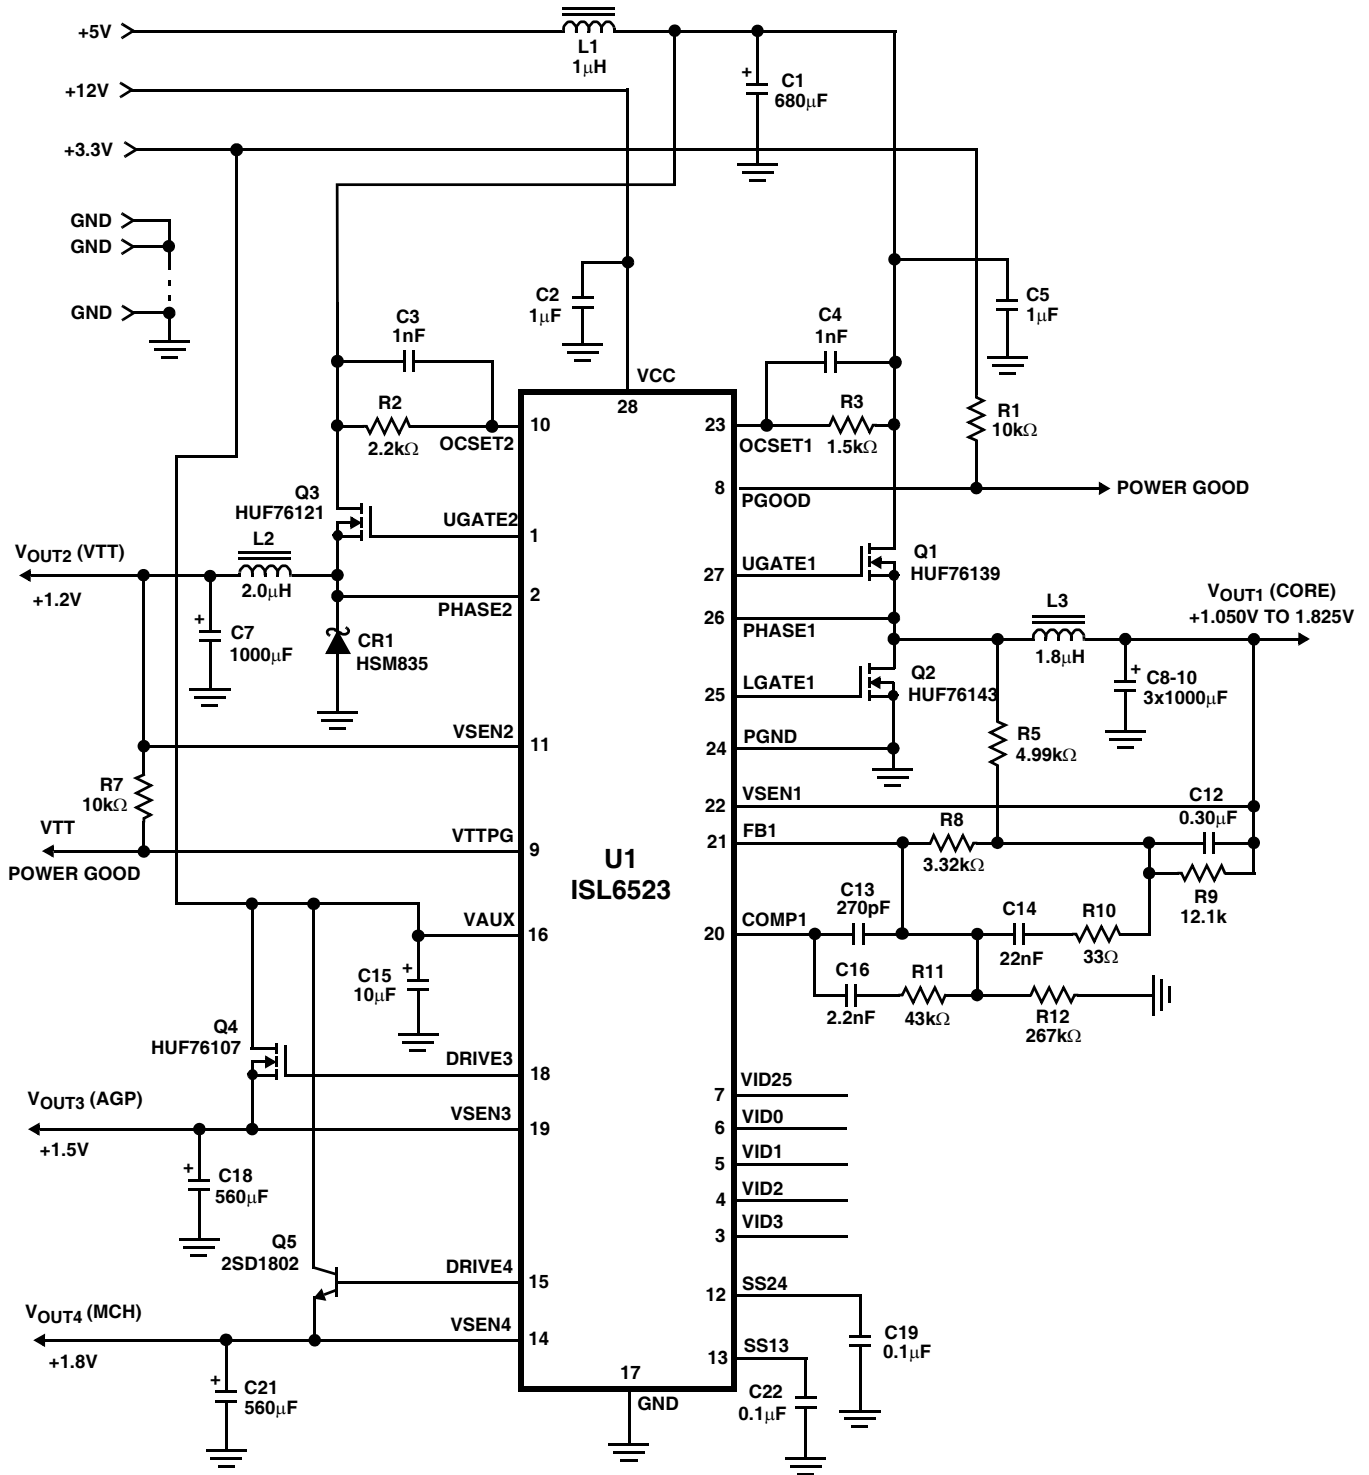 +5V
L1
1μH
+12V
C1
680μF
+
+3.3V
GND
GND
GND
C2
1μF
C5
1μF
C3
1nF
C4
1nF
VCC
28
R2
2.2kΩ
10
OCSET2
23
OCSET1
R3
1.5kΩ
R1
10kΩ
8
PGOOD
POWER GOOD
Q3
HUF76121
UGATE2
1
27
UGATE1
Q1
HUF76139
VOUT2 (VTT)
+1.2V
L2
2.0μH
2
PHASE2
26
PHASE1
L3
1.8μH
VOUT1 (CORE)
+1.050V TO 1.825V
+
C7
1000μF
CR1
HSM835
25
LGATE1
Q2
HUF76143
+
C8-10
3x1000μF
VSEN2
11
24
PGND
R5
4.99kΩ
R7
10kΩ
22
VSEN1
C12
0.30μF
VTT
POWER GOOD
VTTPG
9
21
FB1
R8
3.32kΩ
R9
12.1k
U1
ISL6523
VAUX
16
20
COMP1
C13
270pF
C14
22nF
R10
33Ω
+
C15
10μF
C16
2.2nF
R11
43kΩ
R12
267kΩ
Q4
HUF76107
DRIVE3
18
7
VID25
VOUT3 (AGP)
+1.5V
VSEN3
19
6
VID0
5
VID1
+
C18
560μF
4
VID2
3
VID3
Q5
2SD1802
DRIVE4
15
12
SS24
C19
0.1μF
VOUT4 (MCH)
+1.8V
VSEN4
14
13
SS13
C22
0.1μF
+
C21
560μF
17
GND